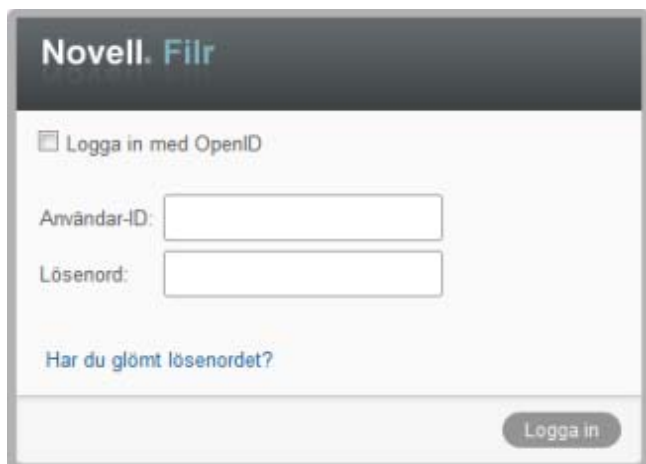 Novell. Filr
Logga in med OpenID
Användar-ID:
Lösenord:
Har du glömt lösenordet?
Logga in